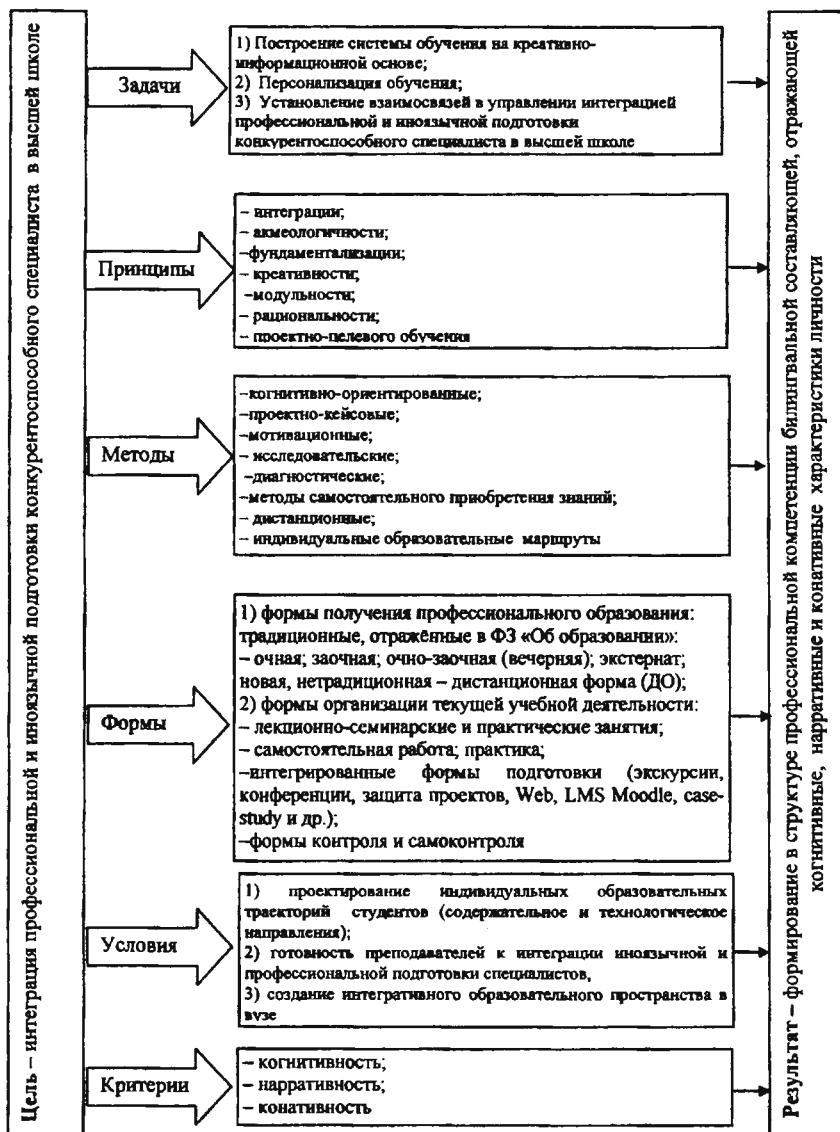 Цель – интеграция профессиональной и иноязычной подготовки конкурентоспособного специалиста в высшей школе
Задачи
1) Построение системы обучения на креативно-
информационной основе;
2) Персонализация обучения;
3) Установление взаимосвязей в управлении интеграцией
профессиональной и иноязычной подготовки
конкурентоспособного специалиста в высшей школе
Принципы
– интеграции;
– акмеологичности;
–фундаментализации;
– креативности;
–модульности;
– рациональности;
– проектно-целевого обучения
Методы
–когнитивно-ориентированные;
–проектно-кейсовые;
–мотивационные;
– исследовательские;
–диагностические;
–методы самостоятельного приобретения знаний;
– дистанционные;
– индивидуальные образовательные маршруты
Формы
1) формы получения профессионального образования:
традиционные, отражённые в ФЗ «Об образовании»:
– очная; заочная; очно-заочная (вечерняя); экстернат;
новая, нетрадиционная – дистанционная форма (ДО);
2) формы организации текущей учебной деятельности:
– лекционно-семинарские и практические занятия;
– самостоятельная работа; практика;
–интегрированные формы подготовки (экскурсии,
конференции, защита проектов, Web, LMS Moodle, case-
study и др.);
–формы контроля и самоконтроля
Условия
1) проектирование индивидуальных образовательных
траекторий студентов (содержательное и технологическое
направления);
2) готовность преподавателей к интеграции иноязычной и
профессиональной подготовки специалистов,
3) создание интегративного образовательного пространства в
вузе
Критерии
– когнитивность;
– нарративность;
– конативность
Результат – формирование в структуре профессиональной компетенции билингвальной составляющей, отражающей
когнитивные, нарративные и конативные характеристики личности